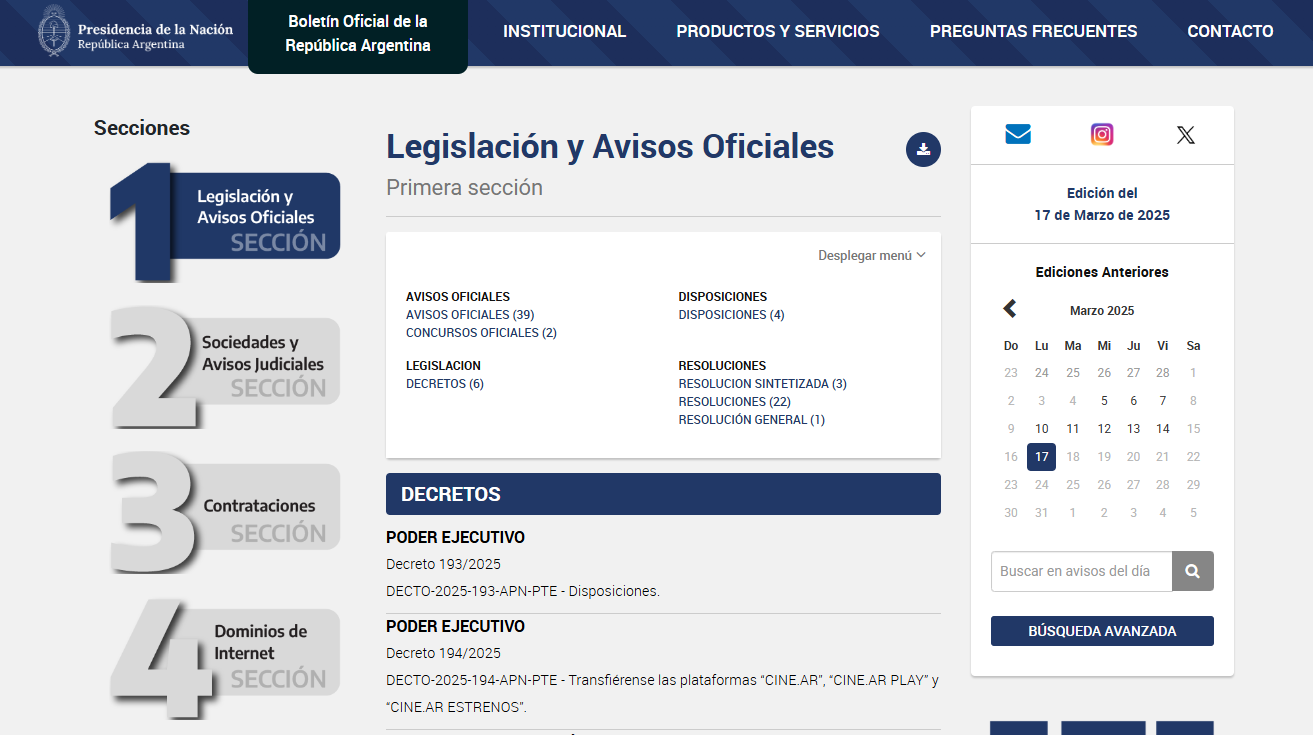 Presidencia de la Nación
República Argentina
Boletín Oficial de la
República Argentina
INSTITUCIONAL
PRODUCTOS Y SERVICIOS
PREGUNTAS FRECUENTES
CONTACTO
Secciones
1
Legislación y
Avisos Oficiales
SECCIÓN
2
Sociedades y
Avisos Judiciales
SECCIÓN
3
Contrataciones
SECCIÓN
4
Dominios de
Internet
SECCIÓN
Legislación y Avisos Oficiales
Primera sección
Desplegar menú
AVISOS OFICIALES
AVISOS OFICIALES (39)
CONCURSOS OFICIALES (2)
LEGISLACION
DECRETOS (6)
DISPOSICIONES
DISPOSICIONES (4)
RESOLUCIONES
RESOLUCION SINTETIZADA (3)
RESOLUCIONES (22)
RESOLUCIÓN GENERAL (1)
DECRETOS
PODER EJECUTIVO
Decreto 193/2025
DECTO-2025-193-APN-PTE - Disposiciones.
PODER EJECUTIVO
Decreto 194/2025
DECTO-2025-194-APN-PTE - Transfiérense las plataformas “CINE.AR”, “CINE.AR PLAY” y
“CINE.AR ESTRENOS”.
Edición del
17 de Marzo de 2025
Ediciones Anteriores
Marzo 2025
Do Lu Ma Mi Ju Vi Sa
23 24 25 26 27 28 1
2 3 4 5 6 7 8
9 10 11 12 13 14 15
16 17 18 19 20 21 22
23 24 25 26 27 28 29
30 31 1 2 3 4 5
Buscar en avisos del día
BÚSQUEDA AVANZADA